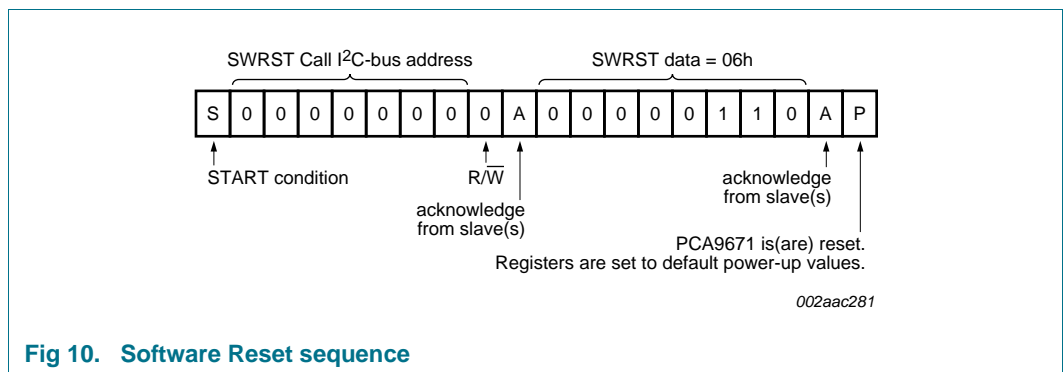 SWRST Call I2C-bus address
SWRST data = 06h
S 0 0 0 0 0 0 0 0 A 0 0 0 0 0 1 1 0 A P
START condition
R/W̅
acknowledge
from slave(s)
acknowledge
from slave(s)
PCA9671 is(are) reset.
Registers are set to default power-up values.
002aac281
Fig 10. Software Reset sequence